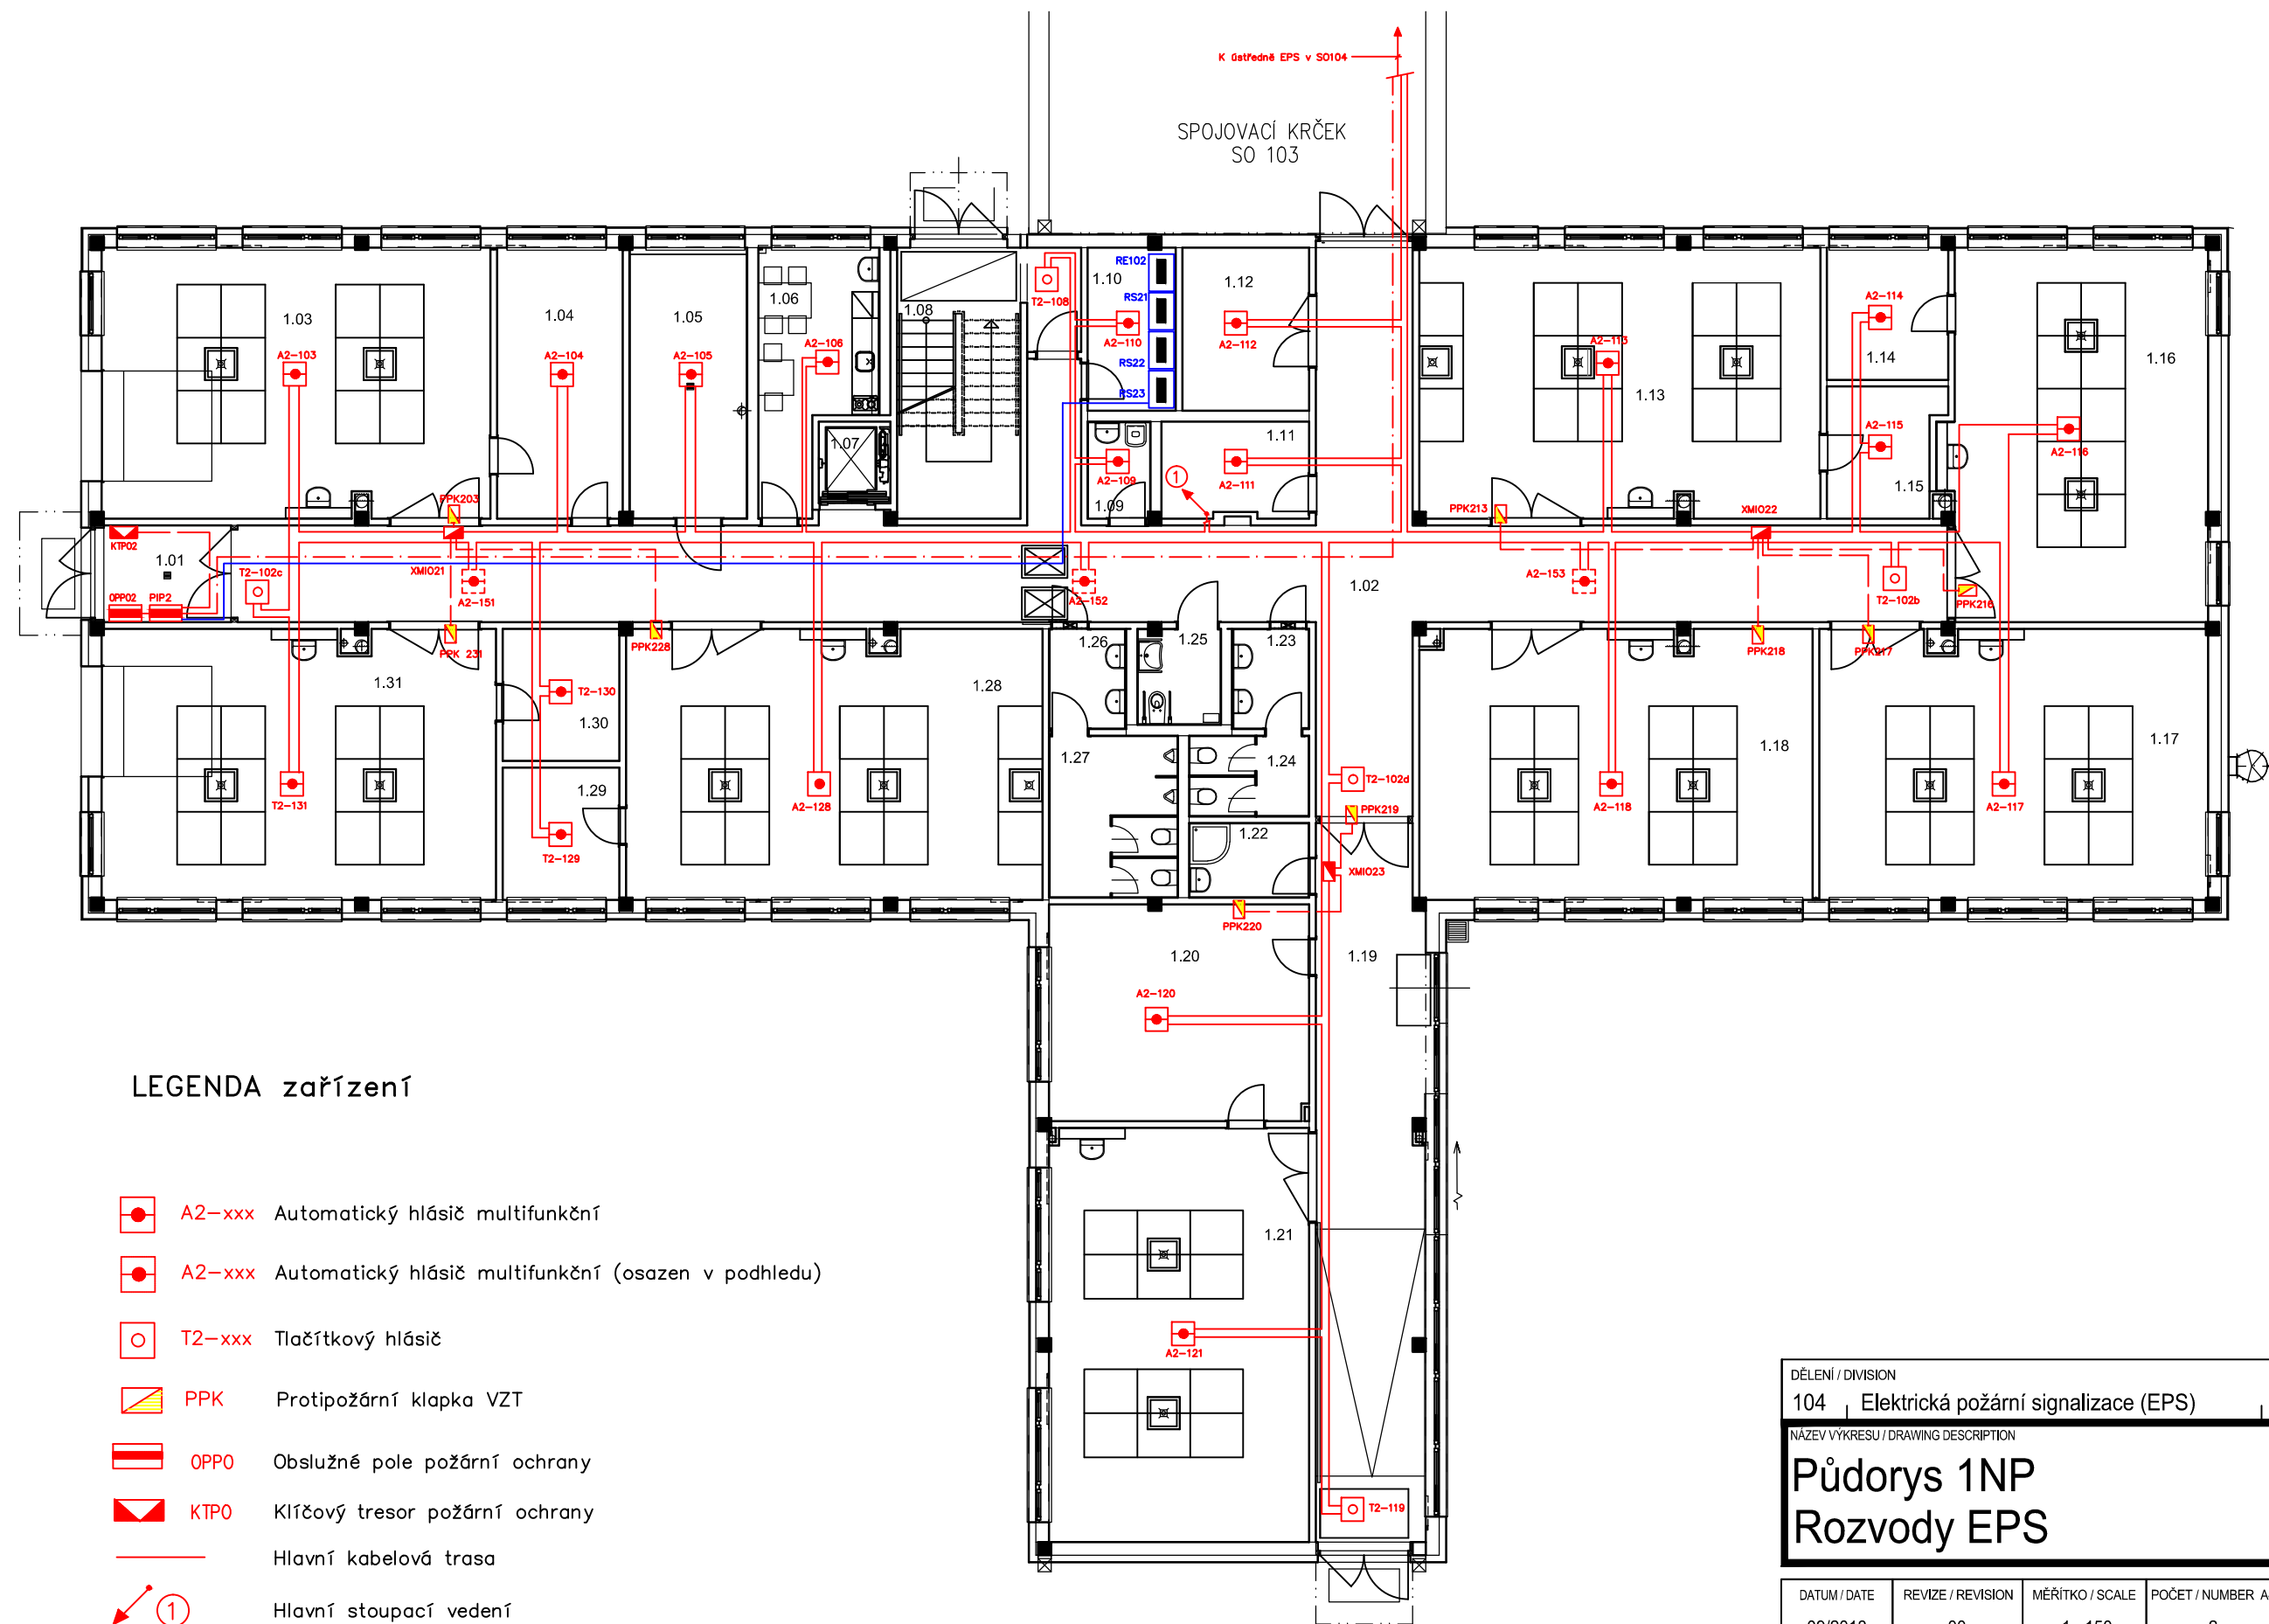 K ústředně EPS v SO104
SPOJOVACÍ KRČEK
SO 103
1.03
A2-103
1.04
A2-104
1.05
A2-105
1.06
A2-106
1.07
1.08
T2-108
1.10
A2-110
RE102
RS21
RS22
RS23
1.12
A2-112
1.11
A2-111
1
A2-109
1.09
A2-113
1.13
A2-114
1.14
A2-115
1.15
1.16
A2-116
PPK203
PPK213
XMIO22
KTPO2
1.01
OPPO2
PIP2
T2-102c
XMIO21
A2-151
A2-152
1.02
A2-153
T2-102b
PPK216
PPK 231
PPK228
PPK218
PPK217
1.31
T2-131
T2-130
1.30
1.29
T2-129
1.28
A2-128
1.26
1.25
1.23
1.27
1.24
1.22
T2-102d
PPK219
XMIO23
PPK220
1.18
A2-118
1.17
A2-117
1.20
A2-120
1.19
1.21
A2-121
T2-119
LEGENDA zařízení
A2-xxx Automatický hlásič multifunkční
A2-xxx Automatický hlásič multifunkční (osazen v podhledu)
T2-xxx Tlačítkový hlásič
PPK Protipožární klapka VZT
OPPO Obslužné pole požární ochrany
KTPO Klíčový tresor požární ochrany
Hlavní kabelová trasa
1 Hlavní stoupací vedení
DĚLENÍ / DIVISION
104 Elektrická požární signalizace (EPS)
NÁZEV VÝKRESU / DRAWING DESCRIPTION
Půdorys 1NP
Rozvody EPS
DATUM / DATE REVIZE / REVISION MĚŘÍTKO / SCALE POČET / NUMBER